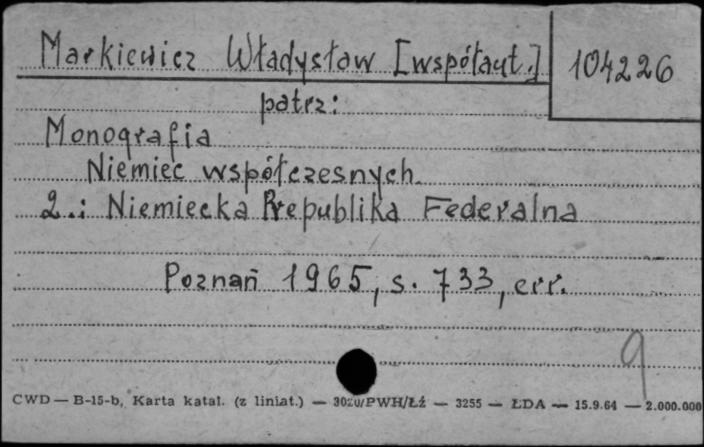 Markiewicz Władysław [współaut.] 104226
patrz:
Monografia
Niemiec współczesnych.
2.: Niemiecka Republika Federalna
Poznań 1965, s. 733, err.
9
CWD — B-15-b, Karta katal. (z liniat.) — /PWH/Łź — 3255 — ŁDA — 15.9.64 — 2.000.000